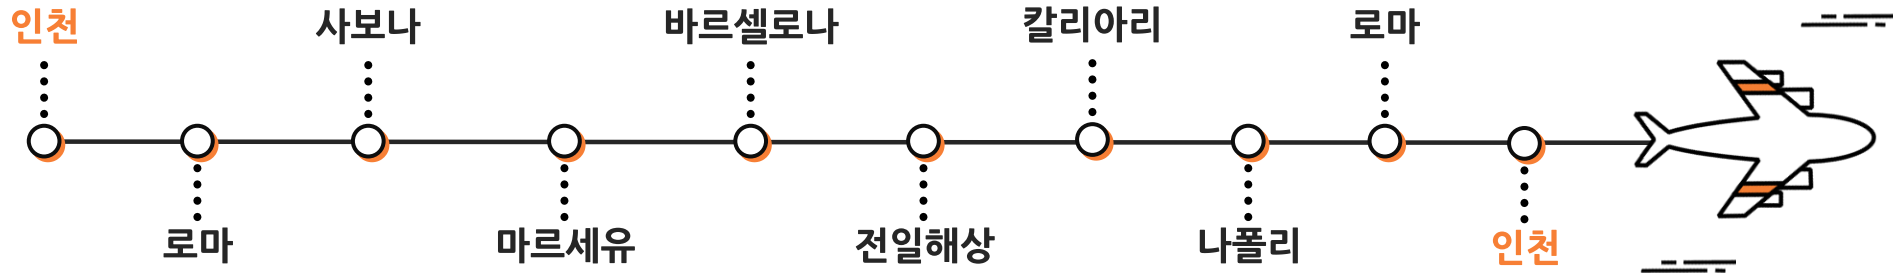 인천
로마
사보나
마르세유
바르셀로나
전일해상
칼리아리
나폴리
로마
인천